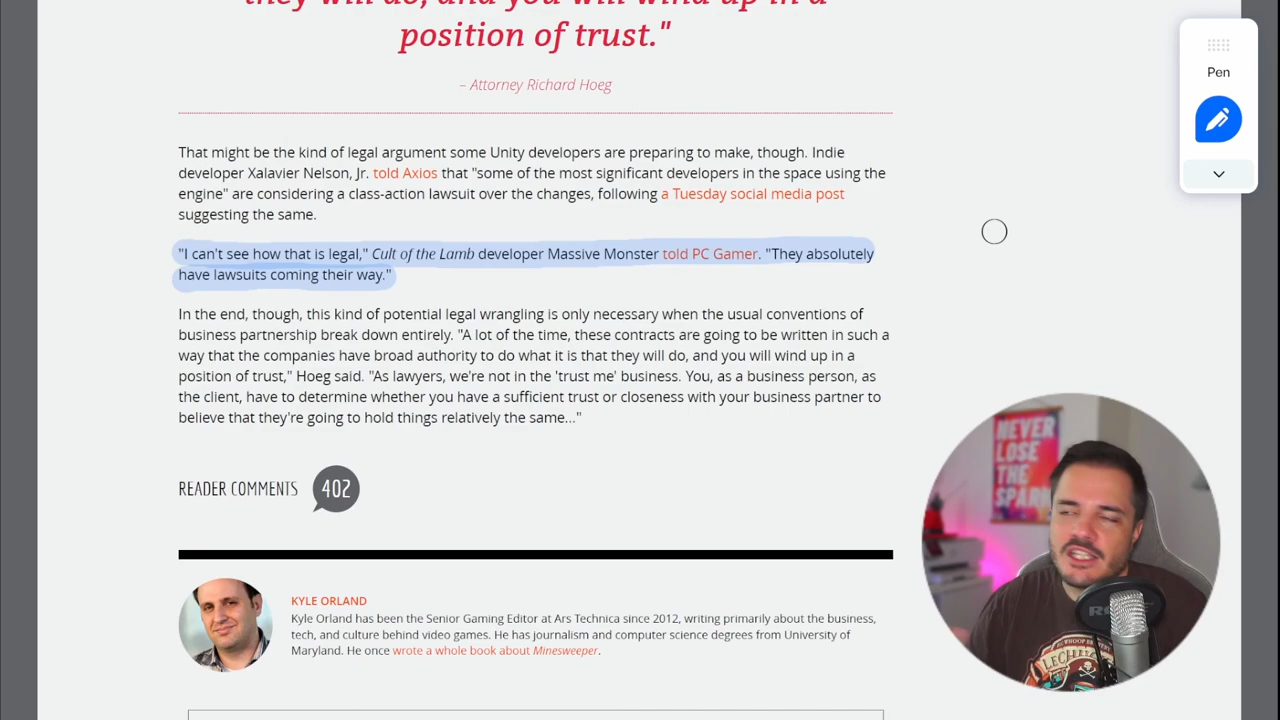 they will do, and you will wind up in a
position of trust."
– Attorney Richard Hoeg
That might be the kind of legal argument some Unity developers are preparing to make, though. Indie
developer Xalavier Nelson, Jr. told Axios that "some of the most significant developers in the space using the
engine" are considering a class-action lawsuit over the changes, following a Tuesday social media post
suggesting the same.
"I can't see how that is legal," Cult of the Lamb developer Massive Monster told PC Gamer. "They absolutely
have lawsuits coming their way."
In the end, though, this kind of potential legal wrangling is only necessary when the usual conventions of
business partnership break down entirely. "A lot of the time, these contracts are going to be written in such a
way that the companies have broad authority to do what it is that they will do, and you will wind up in a
position of trust," Hoeg said. "As lawyers, we're not in the 'trust me' business. You, as a business person, as
the client, have to determine whether you have a sufficient trust or closeness with your business partner to
believe that they're going to hold things relatively the same..."
READER COMMENTS 402
KYLE ORLAND
Kyle Orland has been the Senior Gaming Editor at Ars Technica since 2012, writing primarily about the business,
tech, and culture behind video games. He has journalism and computer science degrees from University of
Maryland. He once wrote a whole book about Minesweeper.
Pen
NEVER
LOSE
THE
SPARK